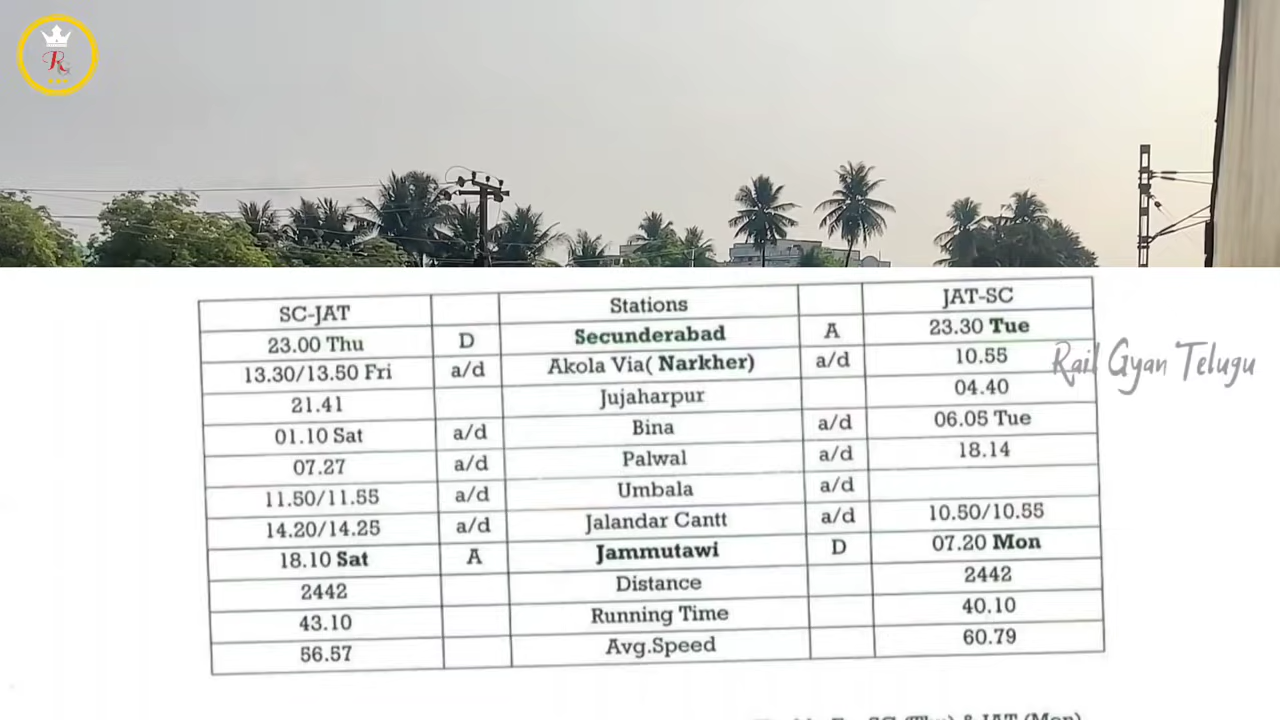 R
SC-JAT Stations JAT-SC
23.00 Thu D Secunderabad A 23.30 Tue
13.30/13.50 Fri a/d Akola Via( Narkher) a/d 10.55
21.41 Jujaharpur 04.40
01.10 Sat a/d Bina a/d 06.05 Tue
07.27 a/d Palwal a/d 18.14
11.50/11.55 a/d Umbala a/d
14.20/14.25 a/d Jalandar Cantt a/d 10.50/10.55
18.10 Sat A Jammutawi D 07.20 Mon
2442 Distance 2442
43.10 Running Time 40.10
56.57 Avg.Speed 60.79
Rail Gyan Telugu
SC (Thu) & JAT (Mon)